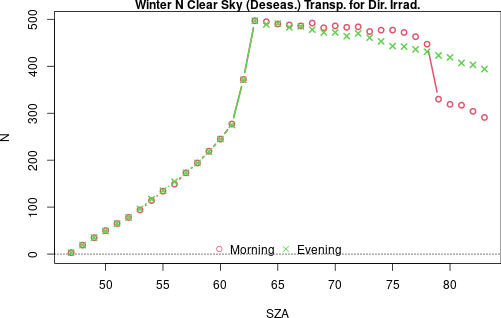 Winter N Clear Sky (Deseas.) Transp. for Dir. Irrad.
500
400
300
200
100
0
N
Morning Evening
50 55 60 65 70 75 80
SZA